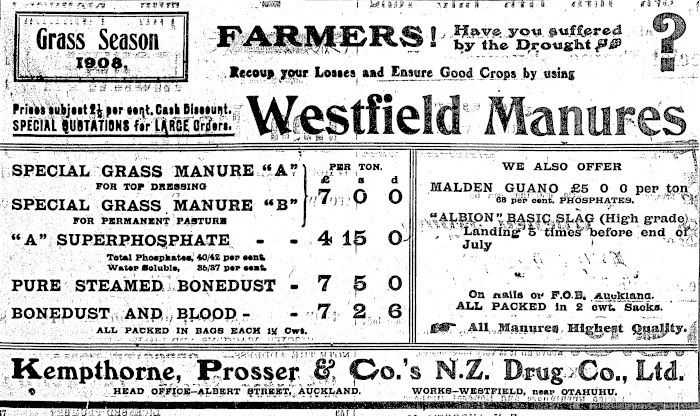 Grass Season
1908.
FARMERS! Have you suffered
by the Drought ?
Recoup your Losses and Ensure Good Crops by using
Prices subject 2½ per cent. Cash Discount.
SPECIAL QUOTATIONS for LARGE Orders.
Westfield Manures
PER TON.
£ s d
SPECIAL GRASS MANURE "A"
FOR TOP DRESSING
SPECIAL GRASS MANURE "B"
FOR PERMANENT PASTURE
7 0 0
"A" SUPERPHOSPHATE - - 4 15 0
Total Phosphates, 40/42 per cent.
Water Soluble, 35/37 per cent.
PURE STEAMED BONEDUST - 7 5 0
BONEDUST AND BLOOD - - 7 2 6
ALL PACKED IN BAGS EACH 1½ Cwt.
WE ALSO OFFER
MALDEN GUANO £5 0 0 per ton
68 per cent. PHOSPHATES.
"ALBION" BASIC SLAG (High grade)
Landing 5 times before end of
July
On Rails or F.O.B. Auckland.
ALL PACKED in 2 cwt. Sacks.
All Manures Highest Quality.
Kempthorne, Prosser & Co.'s N.Z. Drug Co., Ltd.
HEAD OFFICE—ALBERT STREET, AUCKLAND. WORKS—WESTFIELD, near OTAHUHU.